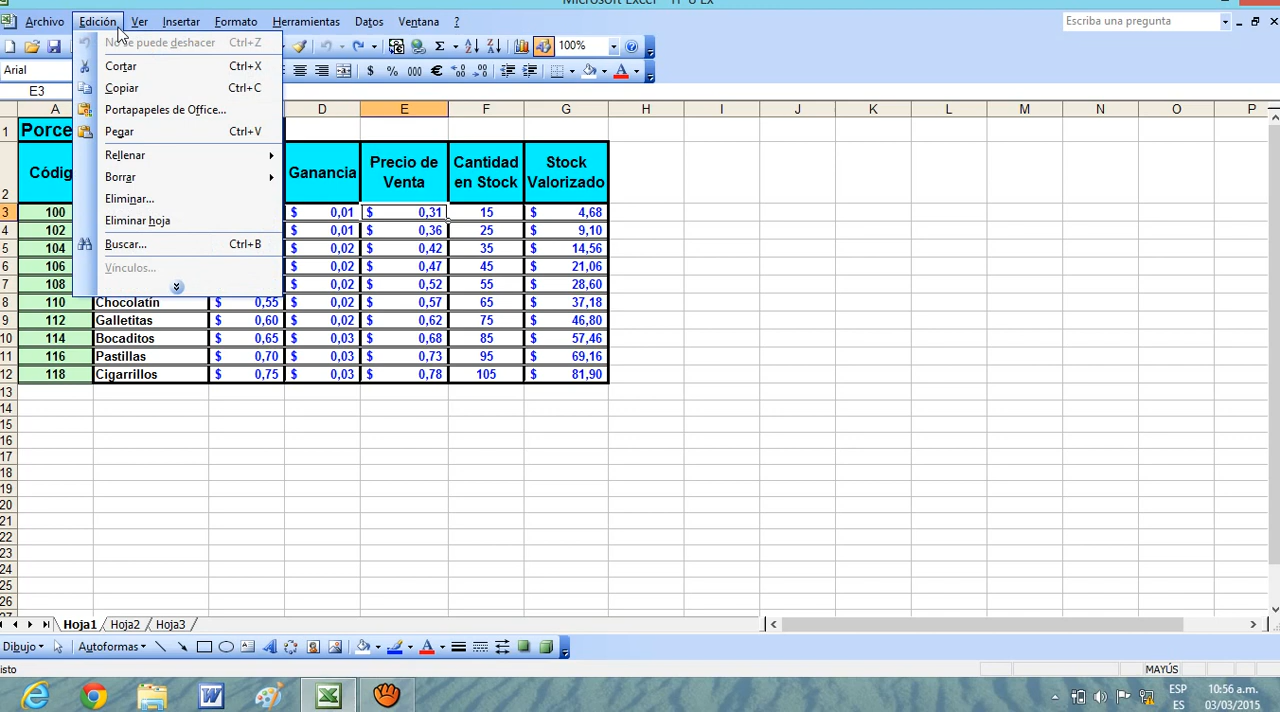 Microsoft Excel - TP 8 Ex
Archivo Edición Ver Insertar Formato Herramientas Datos Ventana ? Escriba una pregunta
No se puede deshacer Ctrl+Z
Cortar Ctrl+X
Copiar Ctrl+C
Portapapeles de Office...
Pegar Ctrl+V
Rellenar
Borrar
Eliminar...
Eliminar hoja
Buscar... Ctrl+B
Vínculos...
100%
Arial % 000 €
E3
A D E F G H I J K L M N O P
1 Porce
2 Códig Ganancia Precio de Venta Cantidad en Stock Stock Valorizado
3 100 $ 0,01 $ 0,31 15 $ 4,68
4 102 $ 0,01 $ 0,36 25 $ 9,10
5 104 $ 0,02 $ 0,42 35 $ 14,56
6 106 $ 0,02 $ 0,47 45 $ 21,06
7 108 $ 0,02 $ 0,52 55 $ 28,60
8 110 Chocolatín $ 0,55 $ 0,02 $ 0,57 65 $ 37,18
9 112 Galletitas $ 0,60 $ 0,02 $ 0,62 75 $ 46,80
10 114 Bocaditos $ 0,65 $ 0,03 $ 0,68 85 $ 57,46
11 116 Pastillas $ 0,70 $ 0,03 $ 0,73 95 $ 69,16
12 118 Cigarrillos $ 0,75 $ 0,03 $ 0,78 105 $ 81,90
13
14
15
16
17
18
19
20
21
22
23
24
25
26
Hoja1 Hoja2 Hoja3
Dibujo Autoformas
isto MAYÚS
ESP
ES
10:56 a.m.
03/03/2015